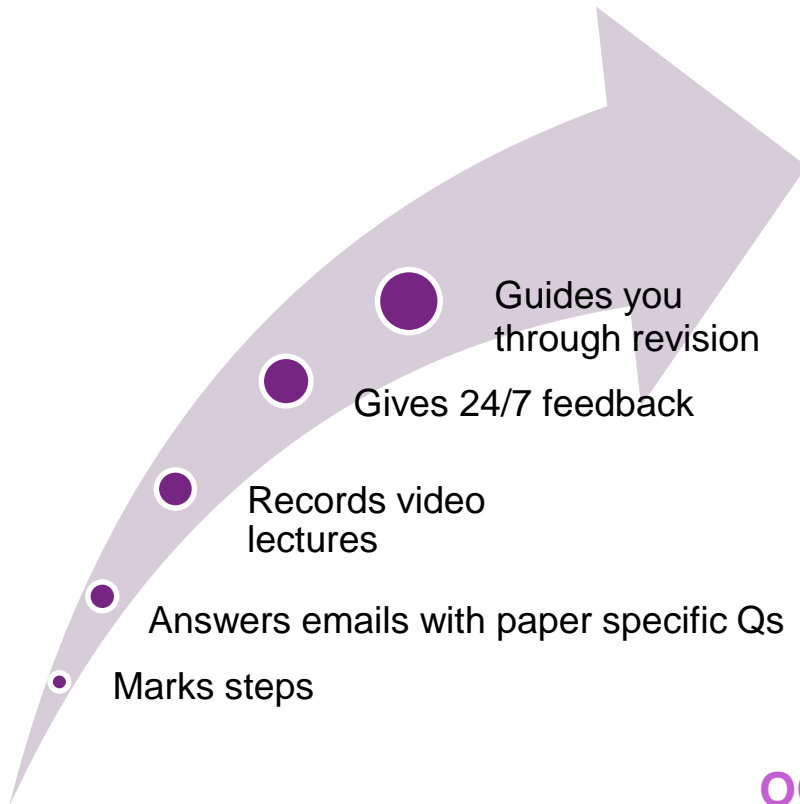 Guides you
through revision
Gives 24/7 feedback
Records video
lectures
Answers emails with paper specific Qs
Marks steps